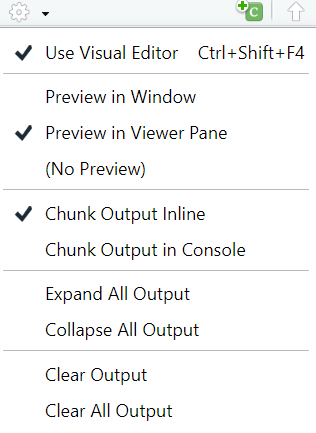 C
Use Visual Editor Ctrl+Shift+F4
Preview in Window
Preview in Viewer Pane
(No Preview)
Chunk Output Inline
Chunk Output in Console
Expand All Output
Collapse All Output
Clear Output
Clear All Output